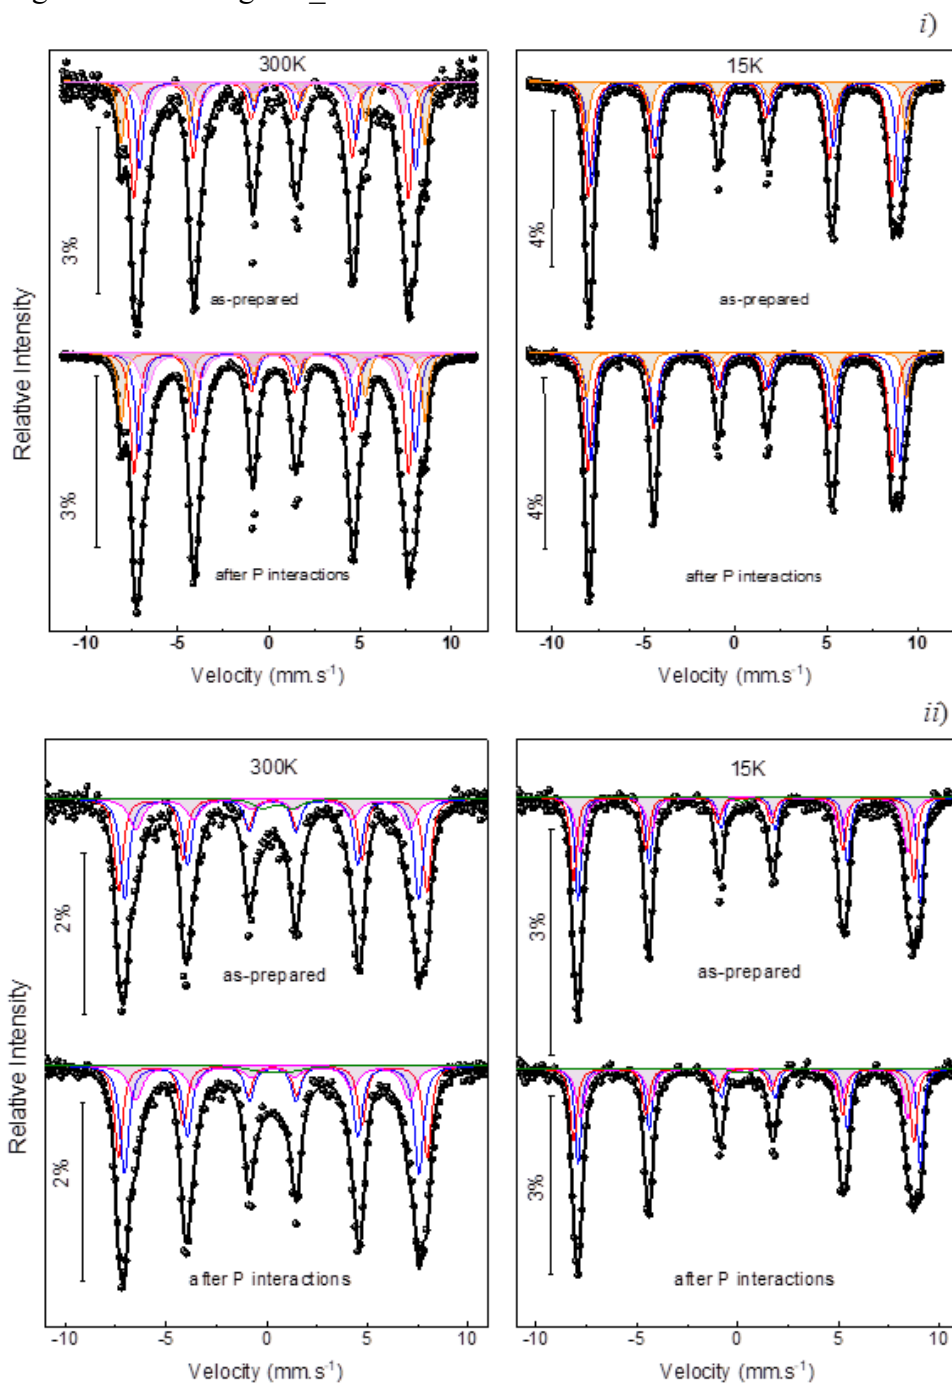 i)
300K
15K
3%
4%
as-prepared
as-prepared
Relative Intensity
3%
4%
after P interactions
after P interactions
-10 -5 0 5 10
-10 -5 0 5 10
Velocity (mm.s-1)
Velocity (mm.s-1)
ii)
300K
15K
2%
3%
as-prepared
as-prepared
Relative Intensity
2%
3%
after P interactions
after P interactions
-10 -5 0 5 10
-10 -5 0 5 10
Velocity (mm.s-1)
Velocity (mm.s-1)